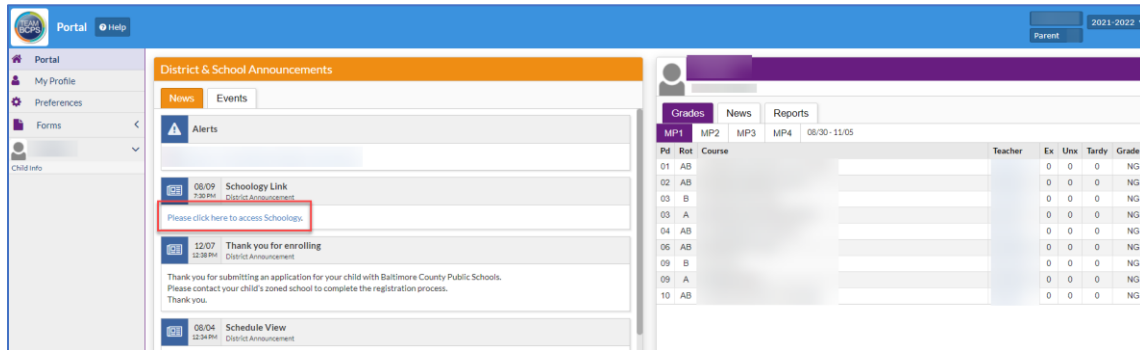 TEAM
BCPS
Portal
Help
Parent
2021-2022
Portal
My Profile
Preferences
Forms
Child Info
District & School Announcements
News Events
Alerts
08/09 Schoology Link
7:30 PM District Announcement
Please click here to access Schoology.
12/07 Thank you for enrolling
12:38 PM District Announcement
Thank you for submitting an application for your child with Baltimore County Public Schools.
Please contact your child's zoned school to complete the registration process.
Thank you.
08/04 Schedule View
12:34 PM District Announcement
Grades News Reports
MP1 MP2 MP3 MP4 08/30 - 11/05
Pd Rot Course Teacher Ex Unx Tardy Grade
01 AB 0 0 0 NG
02 AB 0 0 0 NG
03 B 0 0 0 NG
03 A 0 0 0 NG
04 AB 0 0 0 NG
06 AB 0 0 0 NG
09 B 0 0 0 NG
09 A 0 0 0 NG
10 AB 0 0 0 NG